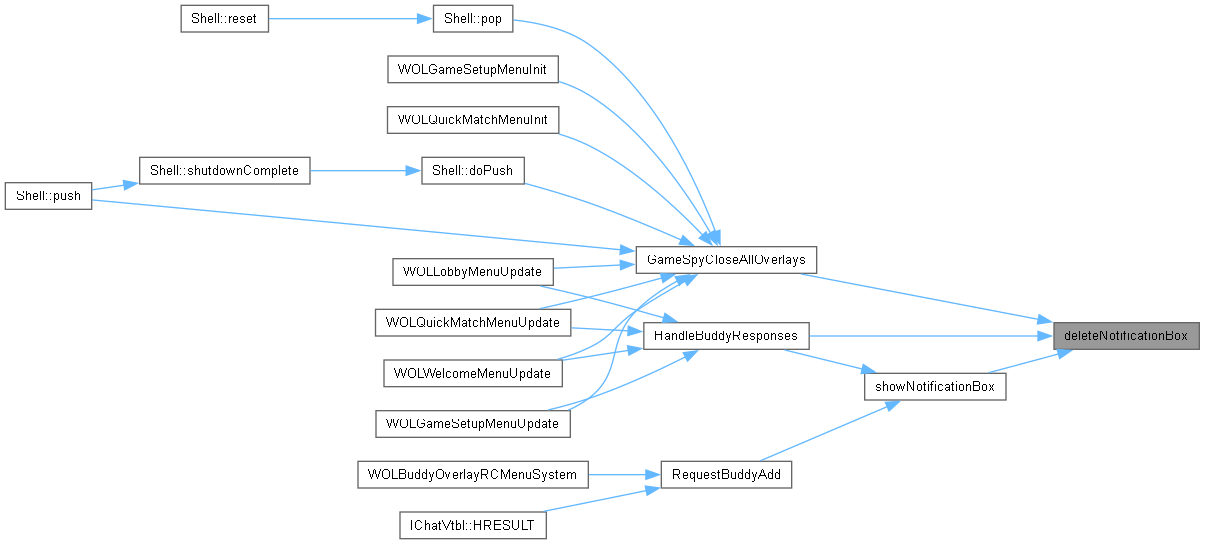 Shell::reset
Shell::pop
WOLGameSetupMenuInit
WOLQuickMatchMenuInit
Shell::shutdownComplete
Shell::doPush
Shell::push
GameSpyCloseAllOverlays
WOLLobbyMenuUpdate
WOLQuickMatchMenuUpdate
HandleBuddyResponses
deleteNotificationBox
WOLWelcomeMenuUpdate
showNotificationBox
WOLGameSetupMenuUpdate
WOLBuddyOverlayRCMenuSystem
RequestBuddyAdd
IChatVtbl::HRESULT